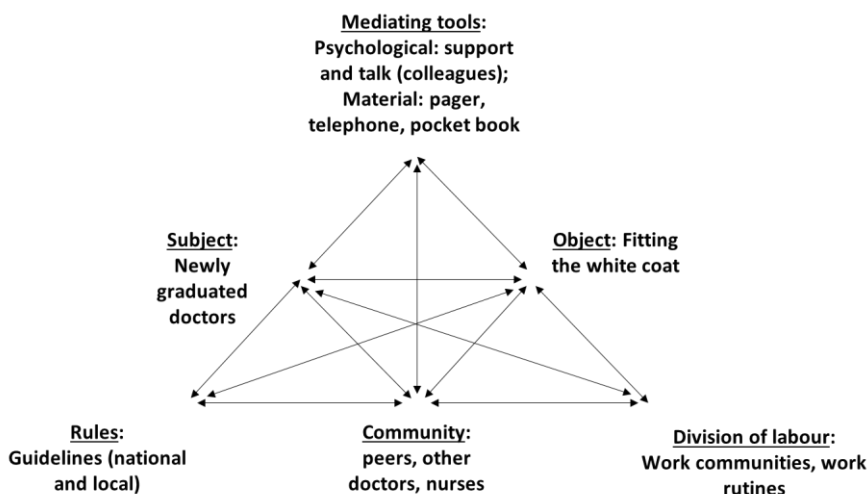 Mediating tools:
Psychological: support
and talk (colleagues);
Material: pager,
telephone, pocket book
Subject:
Newly
graduated
doctors
Object: Fitting
the white coat
Rules:
Guidelines (national
and local)
Community:
peers, other
doctors, nurses
Division of labour:
Work communities, work
rutines